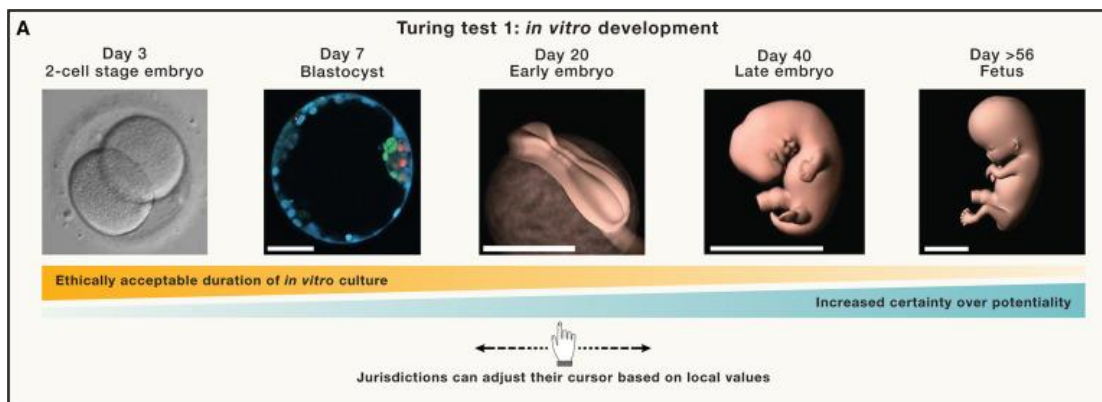 A
Turing test 1: in vitro development
Day 3
2-cell stage embryo
Day 7
Blastocyst
Day 20
Early embryo
Day 40
Late embryo
Day >56
Fetus
Ethically acceptable duration of in vitro culture
Increased certainty over potentiality
Jurisdictions can adjust their cursor based on local values